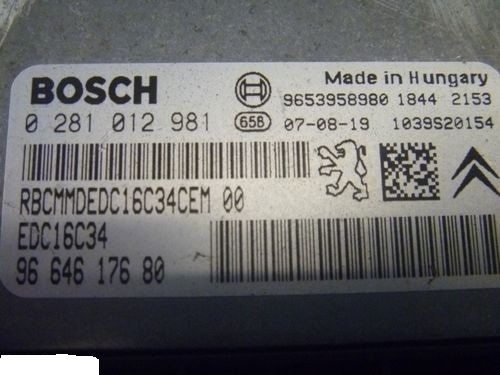 BOSCH
Made in Hungary
9653958980 1844 2153
0 281 012 981 65B 07-08-19 1039S20154
RBCMMDEDC16C34CEM 00
EDC16C34
96 646 176 80